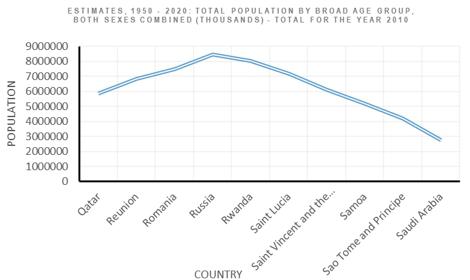 ESTIMATES, 1950 - 2020: TOTAL POPULATION BY BROAD AGE GROUP,
BOTH SEXES COMBINED (THOUSANDS) - TOTAL FOR THE YEAR 2010
POPULATION
9000000
8000000
7000000
6000000
5000000
4000000
3000000
2000000
1000000
0
Qatar
Reunion
Romania
Russia
Rwanda
Saint Lucia
Saint Vincent and the...
Samoa
Sao Tome and Principe
Saudi Arabia
COUNTRY